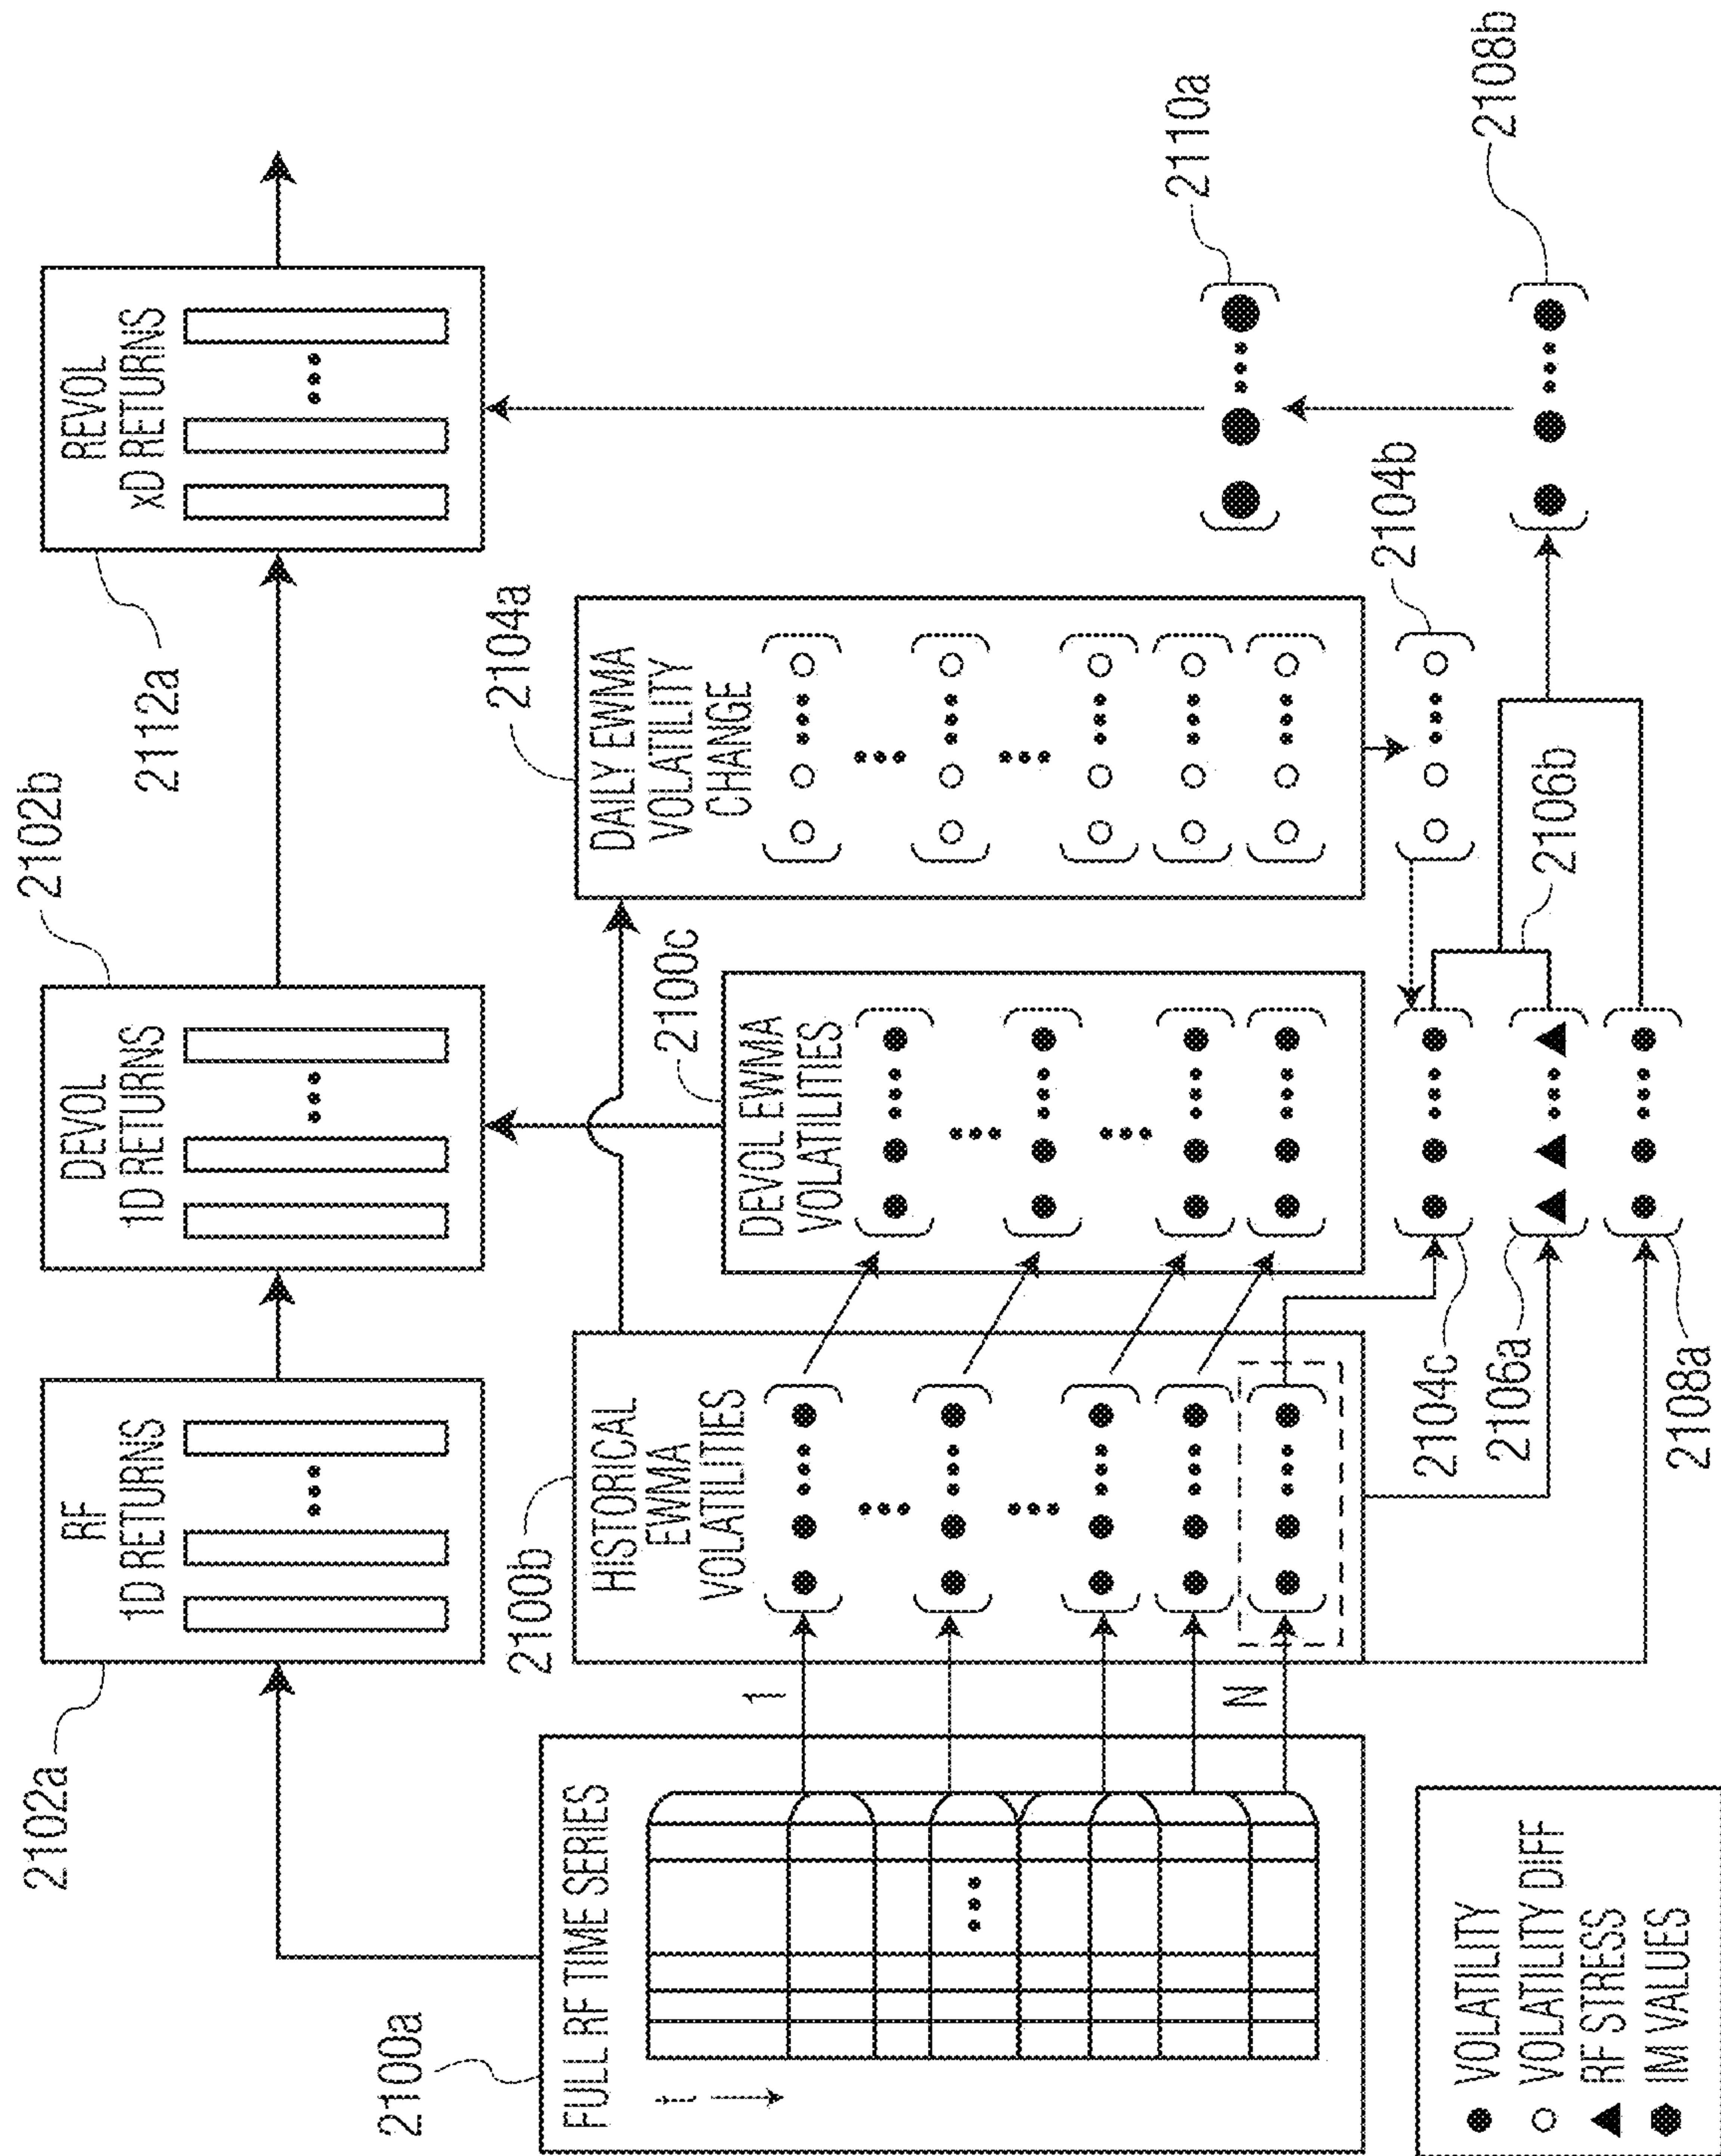 2102a
RF
1D RETURNS
2102b
DEVOL
1D RETURNS
2112a
REVOL
xD RETURNS
2100a
FULL RF TIME SERIES
t
1
N
2100b
HISTORICAL
EWMA
VOLATILITIES
2100c
DEVOL EWMA
VOLATILITIES
2104a
DAILY EWMA
VOLATILITY
CHANGE
2110a
2104b
2104c
2106a
2106b
2108a
2108b
VOLATILITY
VOLATILITY DIFF
RF STRESS
IM VALUES